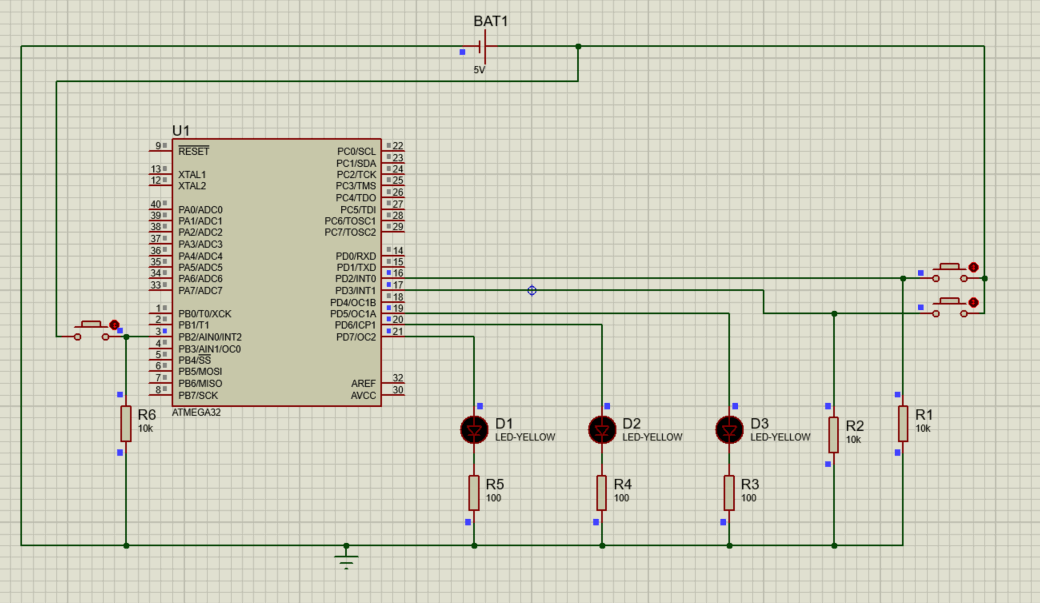 BAT1
5V
U1
9 RESET PC0/SCL 22
PC1/SDA 23
13 XTAL1 PC2/TCK 24
12 XTAL2 PC3/TMS 25
PC4/TDO 26
40 PA0/ADC0 PC5/TDI 27
39 PA1/ADC1 PC6/TOSC1 28
38 PA2/ADC2 PC7/TOSC2 29
37 PA3/ADC3
36 PA4/ADC4 PD0/RXD 14
35 PA5/ADC5 PD1/TXD 15
34 PA6/ADC6 PD2/INT0 16
33 PA7/ADC7 PD3/INT1 17
PD4/OC1B 18
1 PB0/T0/XCK PD5/OC1A 19
2 PB1/T1 PD6/ICP1 20
3 PB2/AIN0/INT2 PD7/OC2 21
4 PB3/AIN1/OC0
5 PB4/SS
6 PB5/MOSI
7 PB6/MISO AREF 32
8 PB7/SCK AVCC 30
ATMEGA32
R6
10k
D1
LED-YELLOW
D2
LED-YELLOW
D3
LED-YELLOW
R2
10k
R1
10k
R5
100
R4
100
R3
100